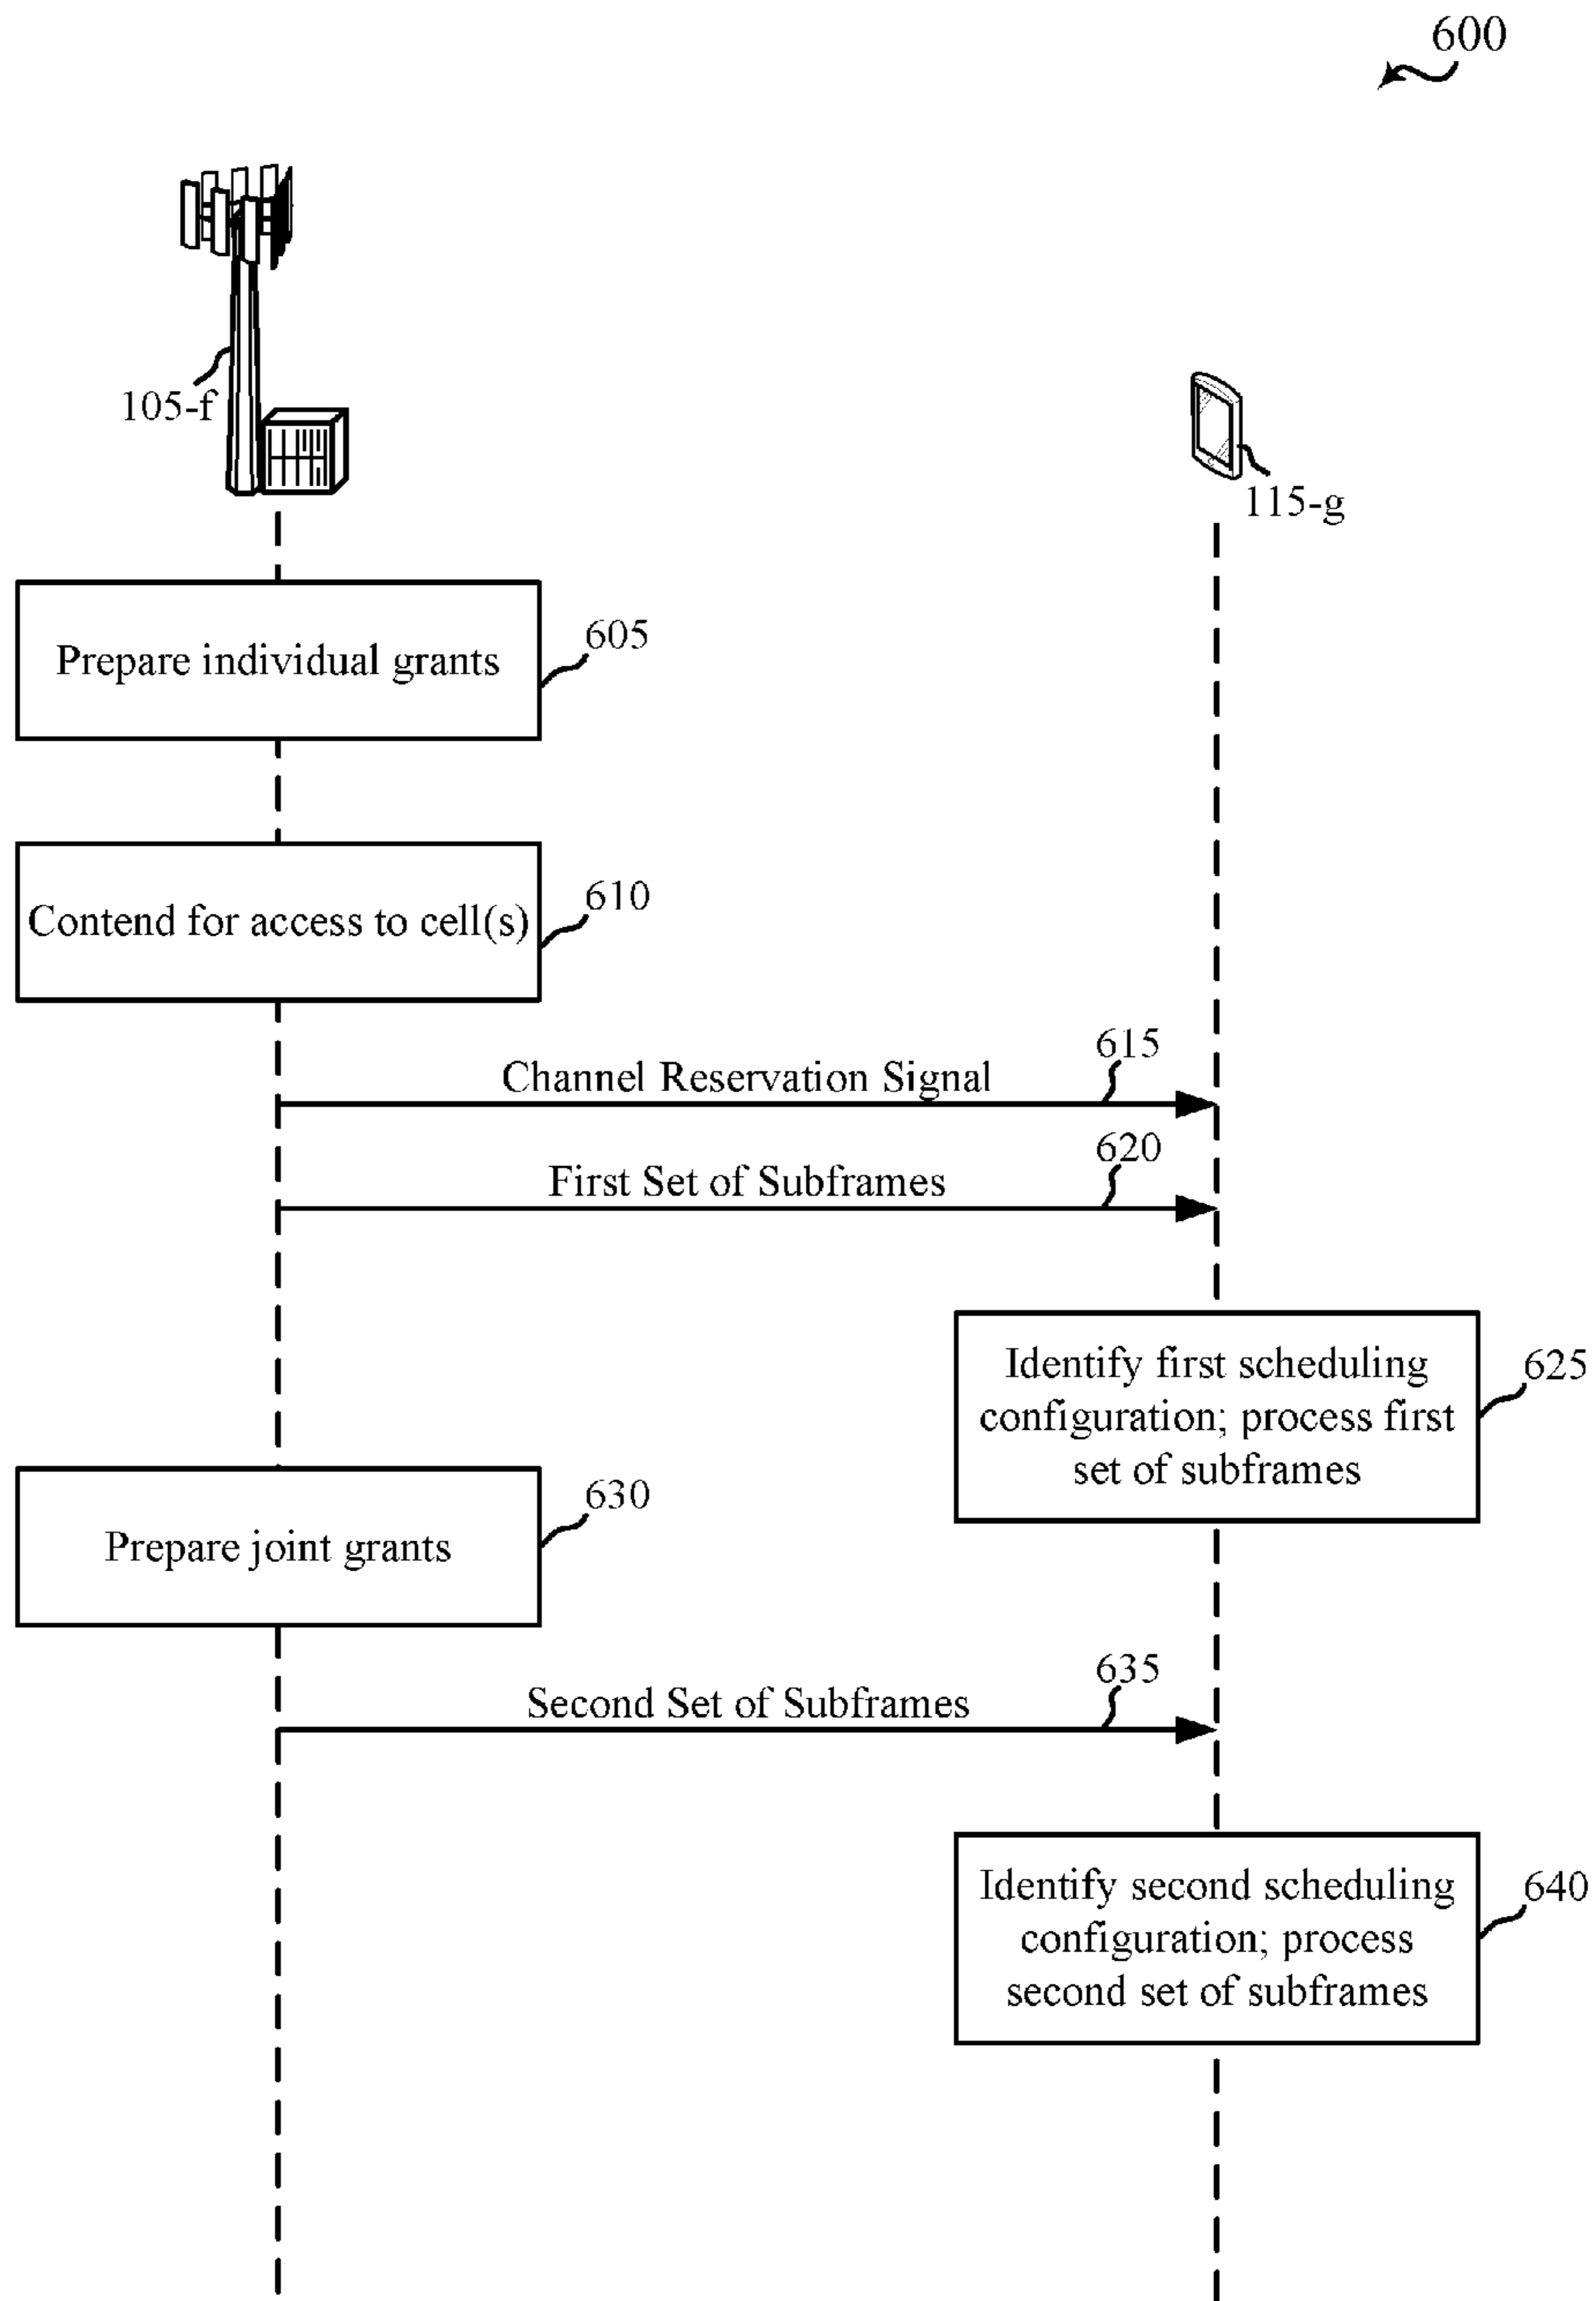 600
105-f
115-g
Prepare individual grants
605
Contend for access to cell(s)
610
Channel Reservation Signal
615
First Set of Subframes
620
Identify first scheduling
configuration; process first
set of subframes
625
Prepare joint grants
630
Second Set of Subframes
635
Identify second scheduling
configuration; process
second set of subframes
640